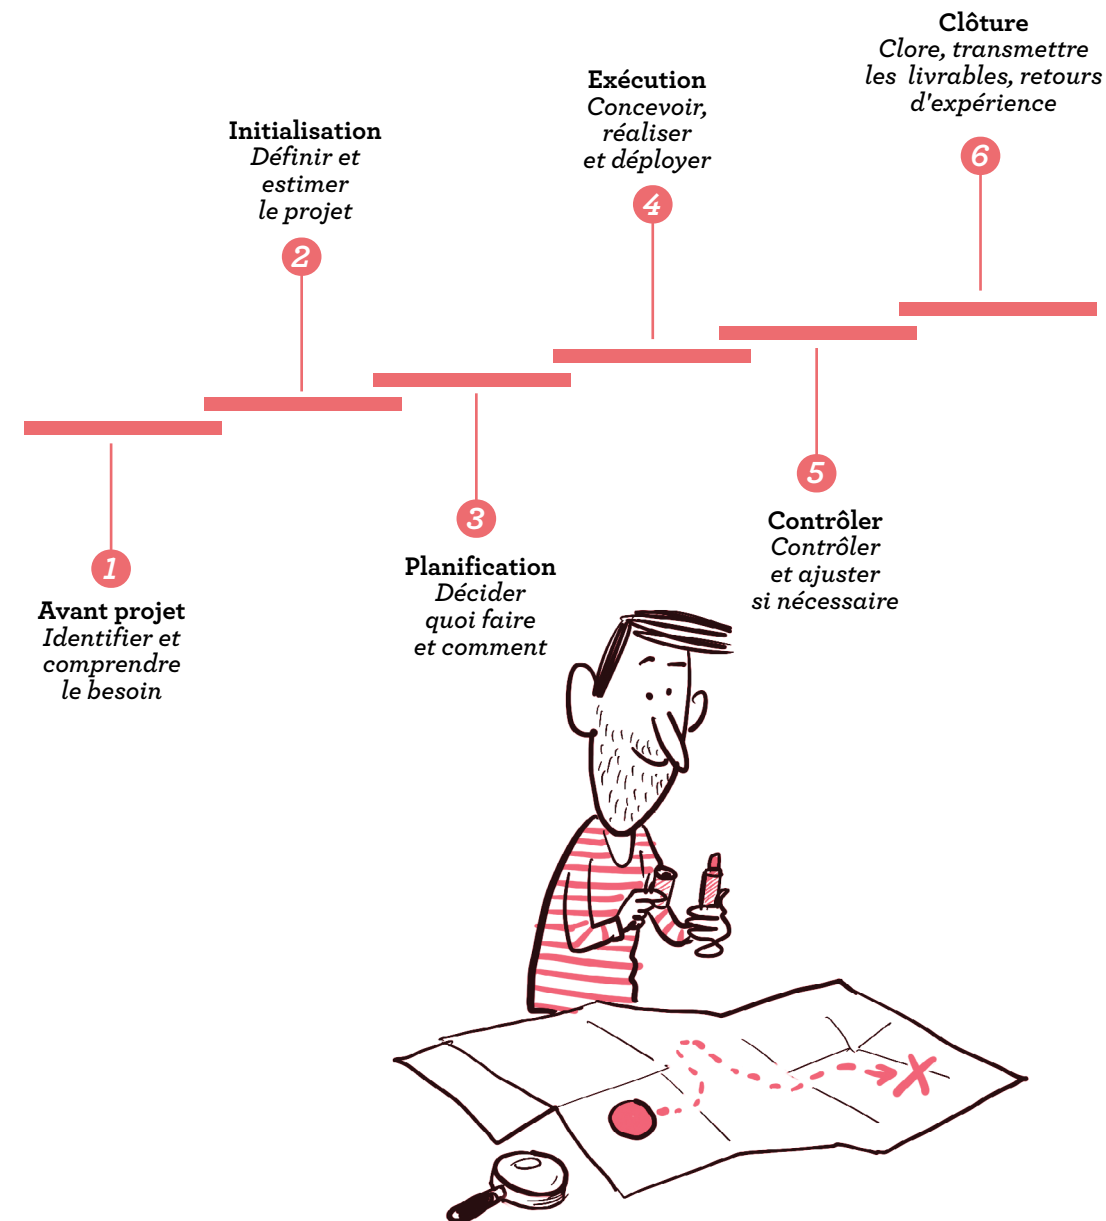 1
Avant projet
Identifier et
comprendre
le besoin
2
Initialisation
Définir et
estimer
le projet
3
Planification
Décider
quoi faire
et comment
4
Exécution
Concevoir,
réaliser
et déployer
5
Contrôler
Contrôler
et ajuster
si nécessaire
6
Clôture
Clore, transmettre
les livrables, retours
d'expérience